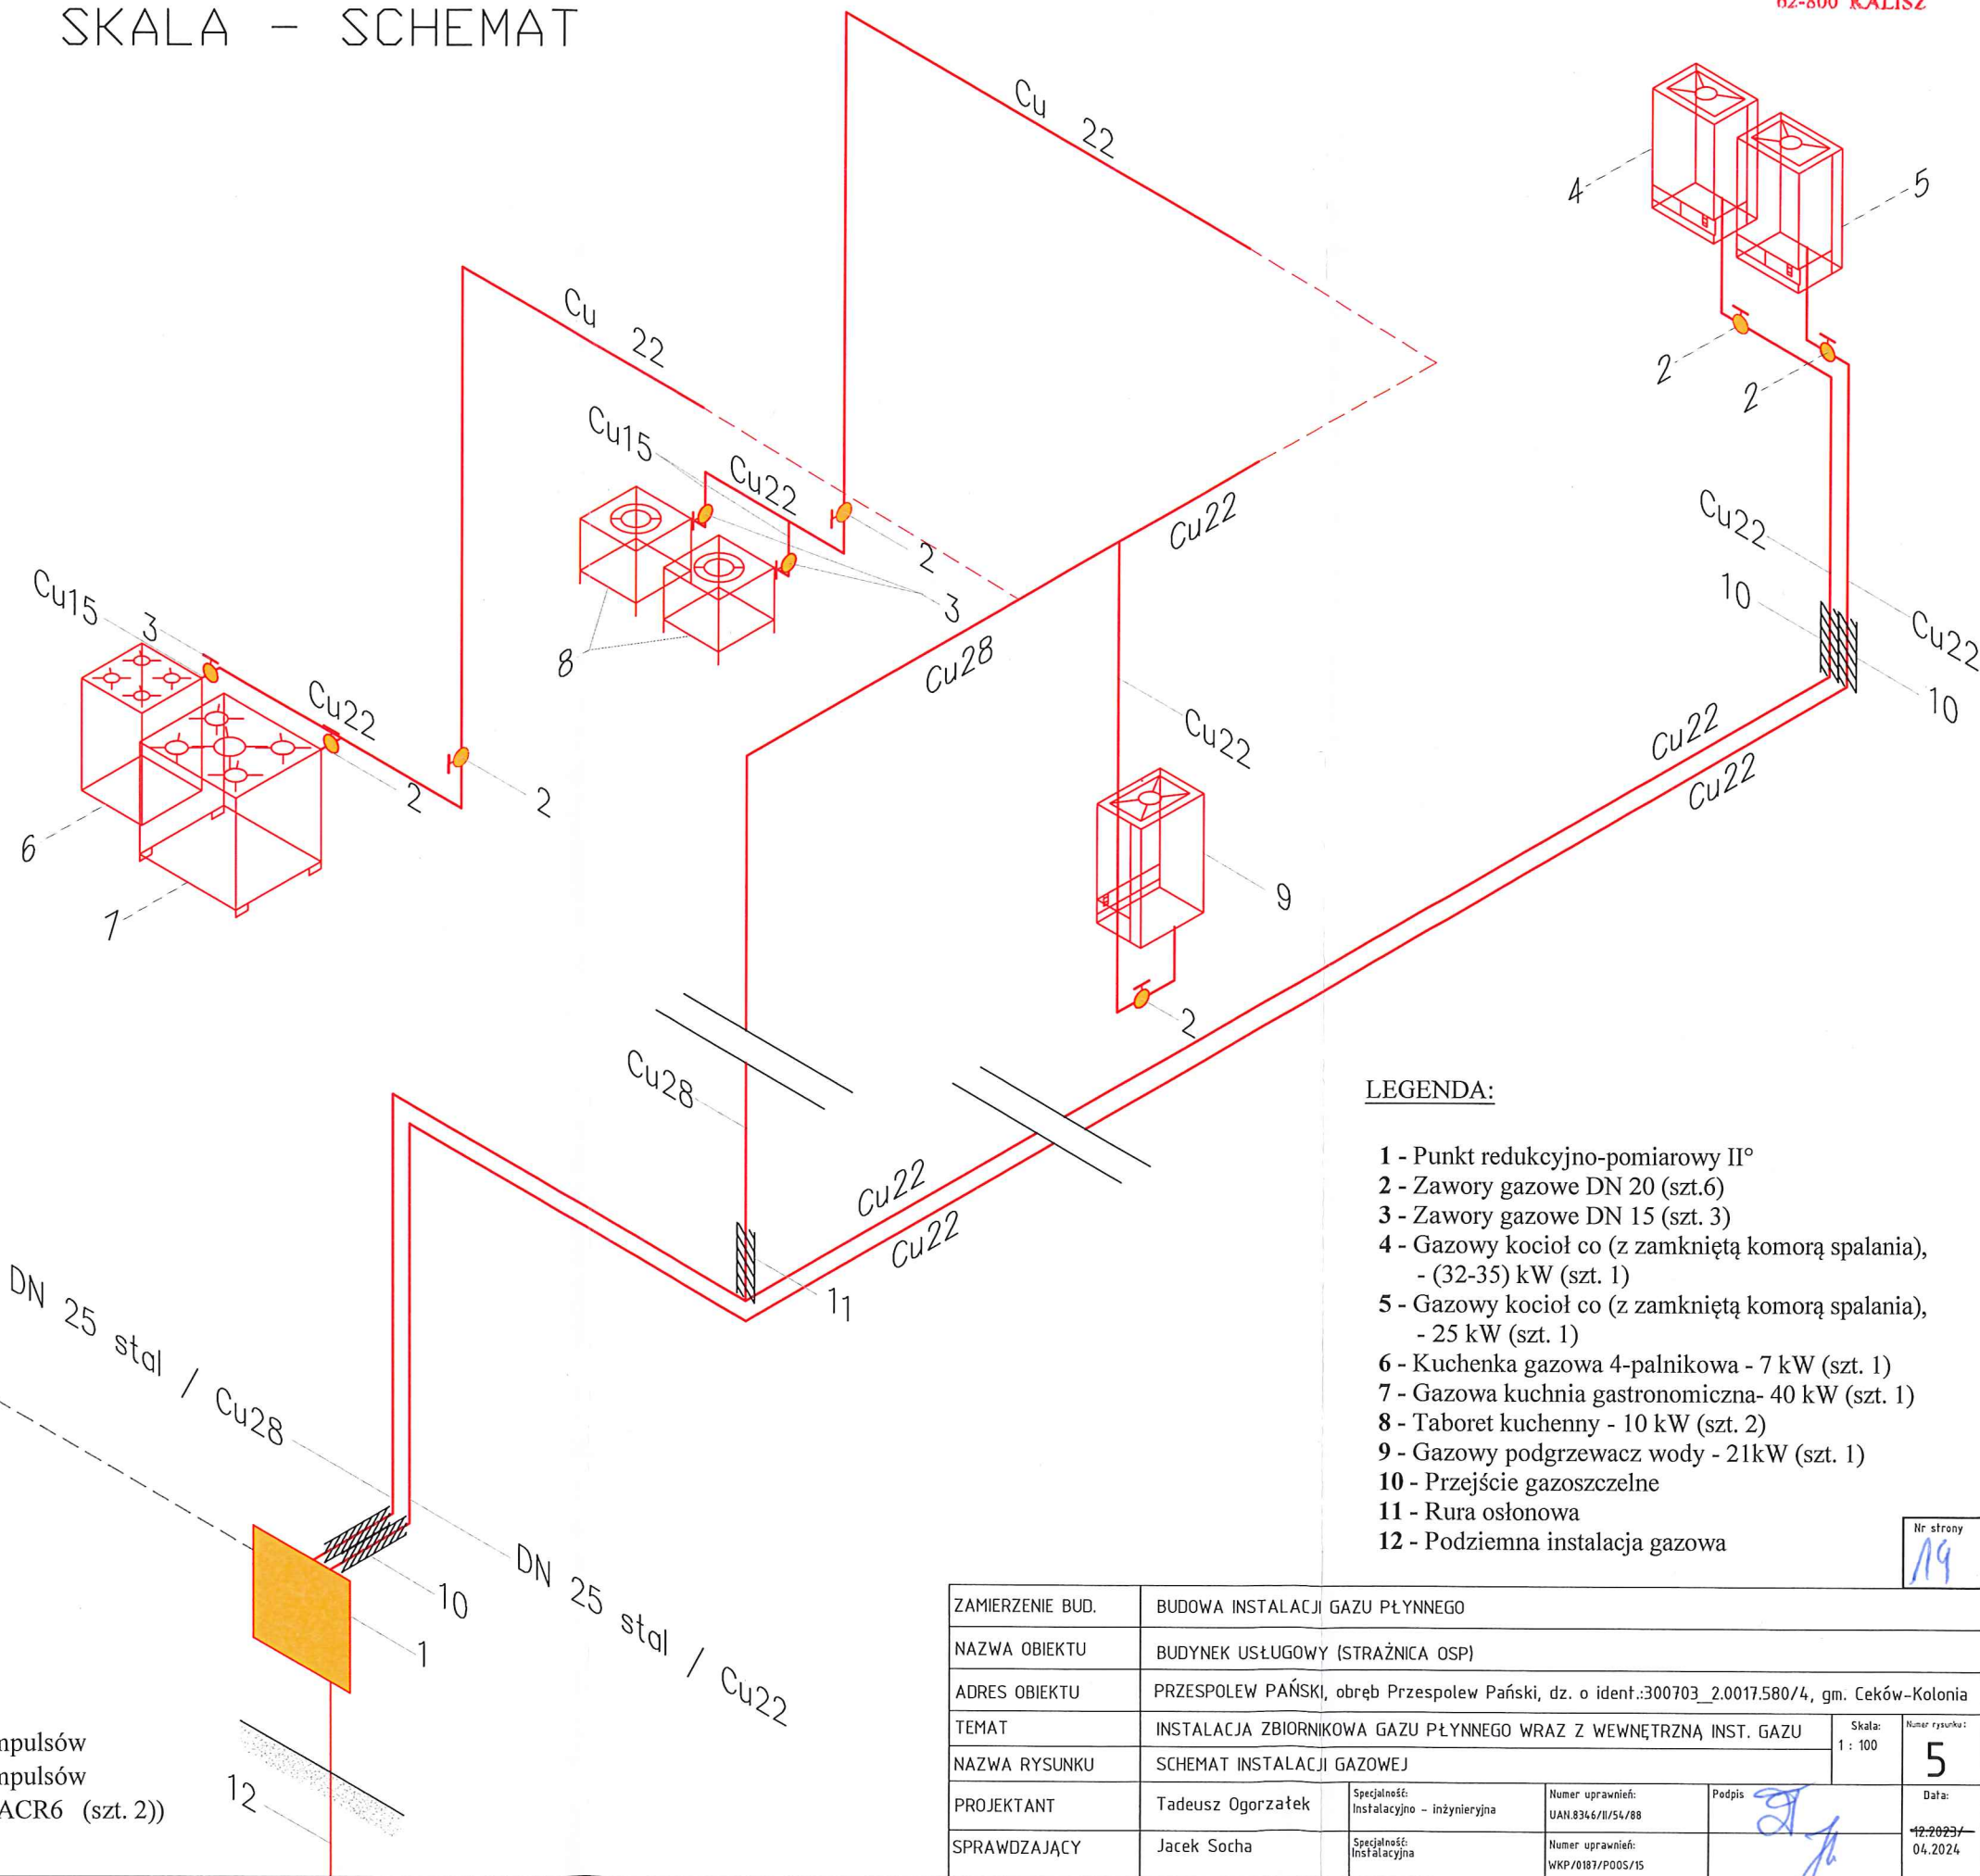 SKALA - SCHEMAT
62-800 KALISZ
Cu 22
4
5
Cu 22
2
2
Cu15
Cu22
2
3
8
Cu22
Cu22
10
Cu22
10
Cu15
3
Cu22
2
2
6
7
Cu28
Cu22
9
2
Cu22
Cu22
Cu28
Cu22
Cu22
11
DN 25 stal / Cu28
DN 25 stal / Cu22
10
1
12
mpulsów
mpulsów
ACR6 (szt. 2))
LEGENDA:
1 - Punkt redukcyjno-pomiarowy II°
2 - Zawory gazowe DN 20 (szt.6)
3 - Zawory gazowe DN 15 (szt. 3)
4 - Gazowy kocioł co (z zamkniętą komorą spalania),
- (32-35) kW (szt. 1)
5 - Gazowy kocioł co (z zamkniętą komorą spalania),
- 25 kW (szt. 1)
6 - Kuchenka gazowa 4-palnikowa - 7 kW (szt. 1)
7 - Gazowa kuchnia gastronomiczna- 40 kW (szt. 1)
8 - Taboret kuchenny - 10 kW (szt. 2)
9 - Gazowy podgrzewacz wody - 21kW (szt. 1)
10 - Przejście gazoszczelne
11 - Rura osłonowa
12 - Podziemna instalacja gazowa
Nr strony
19
ZAMIERZENIE BUD. BUDOWA INSTALACJI GAZU PŁYNNEGO
NAZWA OBIEKTU BUDYNEK USŁUGOWY (STRAŻNICA OSP)
ADRES OBIEKTU PRZESPOLEW PAŃSKI, obręb Przespolew Pański, dz. o ident.:300703_2.0017.580/4, gm. Ceków-Kolonia
TEMAT INSTALACJA ZBIORNIKOWA GAZU PŁYNNEGO WRAZ Z WEWNĘTRZNĄ INST. GAZU
Skala:
1 : 100
Numer rysunku:
5
NAZWA RYSUNKU SCHEMAT INSTALACJI GAZOWEJ
PROJEKTANT Tadeusz Ogorzałek
Specjalność:
Instalacyjno - inżynieryjna
Numer uprawnień:
UAN.8346/II/54/88
Podpis
Data:
12.2023/
04.2024
SPRAWDZAJĄCY Jacek Socha
Specjalność:
Instalacyjna
Numer uprawnień:
WKP/0187/POOS/15